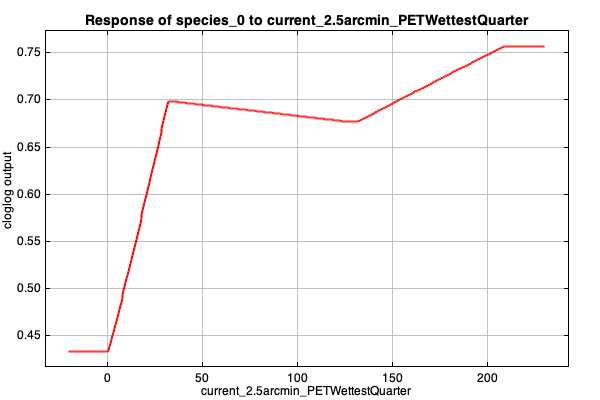 Response of species_0 to current_2.5arcmin_PETWettestQuarter
cloglog output
0.75
0.70
0.65
0.60
0.55
0.50
0.45
0 50 100 150 200
current_2.5arcmin_PETWettestQuarter